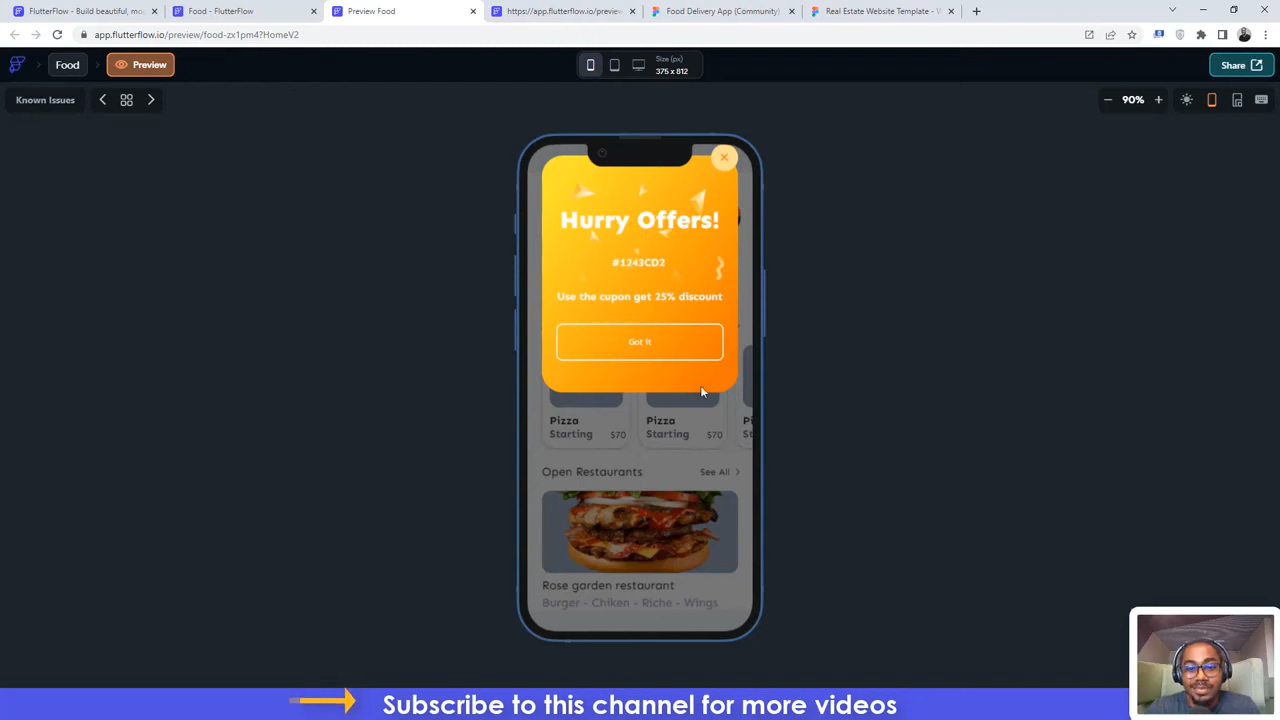 FlutterFlow - Build beautiful, mo
Food - FlutterFlow
Preview Food
https://app.flutterflow.io/preview
Food Delivery App (Community)
Real Estate Website Template - W
app.flutterflow.io/preview/food-zx1pm4?HomeV2
Food
Preview
Size (px)
375 x 812
Share
Known Issues
90%
Hurry Offers!
#1243CD2
Use the cupon get 25% discount
Got it
Pizza
Starting $70
Pizza
Starting $70
Pi
St
Open Restaurants
See All
Rose garden restaurant
Burger - Chiken - Riche - Wings
Subscribe to this channel for more videos